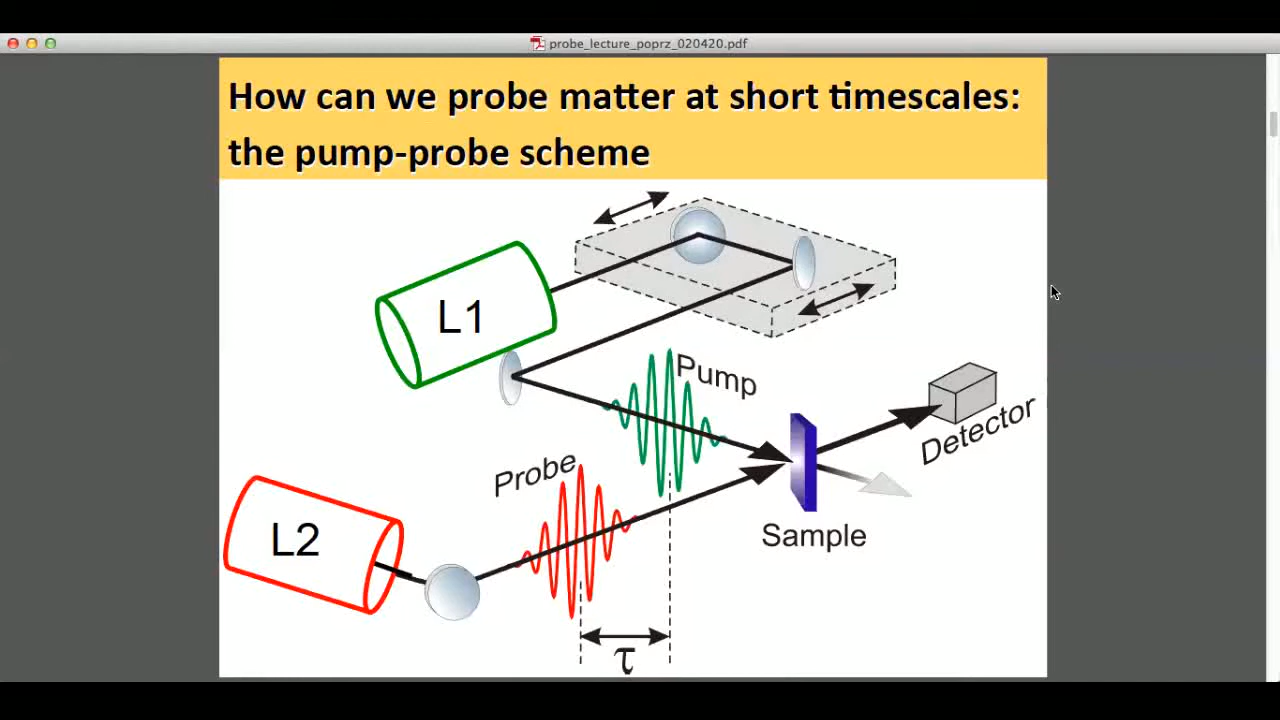 probe_lecture_poprz_020420.pdf
How can we probe matter at short timescales:
the pump-probe scheme
L1
Pump
Detector
Probe
L2
Sample
τ